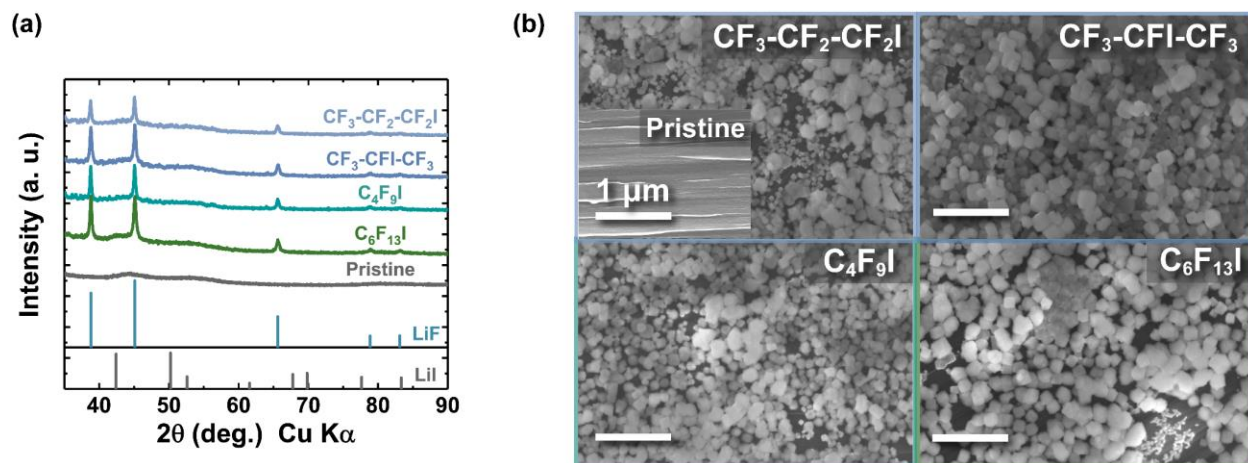 (a)
Intensity (a. u.)
CF₃-CF₂-CF₂I
CF₃-CFI-CF₃
C₄F₉I
C₆F₁₃I
Pristine
LiF
LiI
40 50 60 70 80 90
2θ (deg.) Cu Kα
(b)
CF₃-CF₂-CF₂I
Pristine
1 μm
CF₃-CFI-CF₃
C₄F₉I
C₆F₁₃I